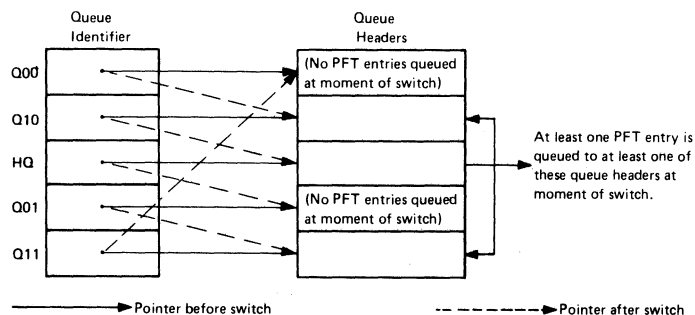 Queue
Identifier
Queue
Headers
Q00
(No PFT entries queued
at moment of switch)
Q10
HQ
At least one PFT entry is
queued to at least one of
these queue headers at
moment of switch.
Q01
(No PFT entries queued
at moment of switch)
Q11
Pointer before switch
Pointer after switch